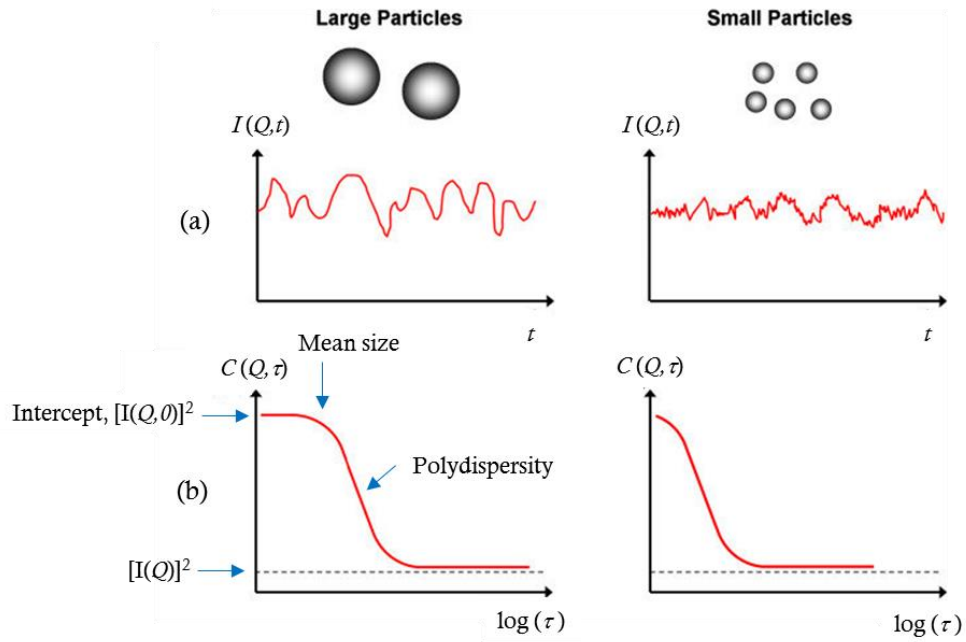 Large Particles
Small Particles
I (Q,t)
I (Q,t)
(a)
t
t
Mean size
C (Q, τ)
C (Q, τ)
Intercept, [I(Q,0)]²
Polydispersity
(b)
[I(Q)]²
log (τ)
log (τ)